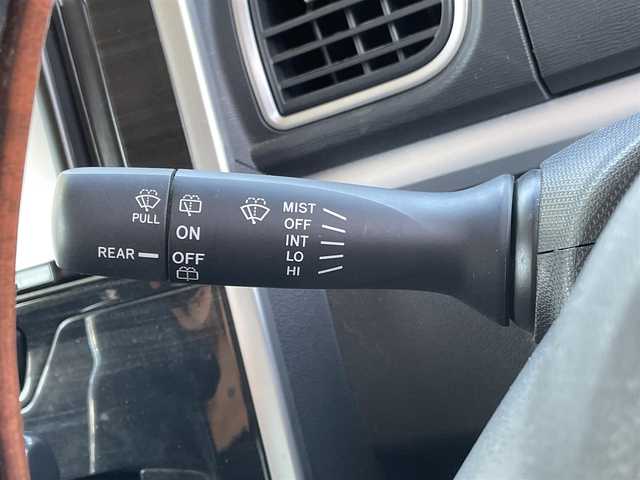 PULL
REAR
ON
OFF
MIST
OFF
INT
LO
HI